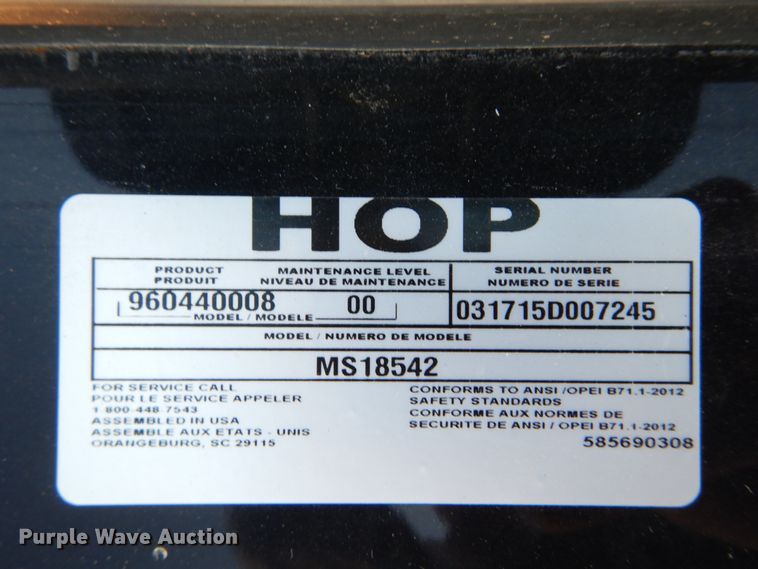 HOP
PRODUCT MAINTENANCE LEVEL SERIAL NUMBER
PRODUIT NIVEAU DE MAINTENANCE NUMERO DE SERIE
960440008 00 031715D007245
MODEL / MODELE
MODEL / NUMERO DE MODELE
MS18542
FOR SERVICE CALL
POUR LE SERVICE APPELER
1 800 448 7543
ASSEMBLED IN USA
ASSEMBLE AUX ETATS - UNIS
ORANGEBURG, SC 29115
CONFORMS TO ANSI /OPEI B71.1-2012
SAFETY STANDARDS
CONFORME AUX NORMES DE
SECURITE DE ANSI / OPEI B71.1-2012
585690308
Purple Wave Auction